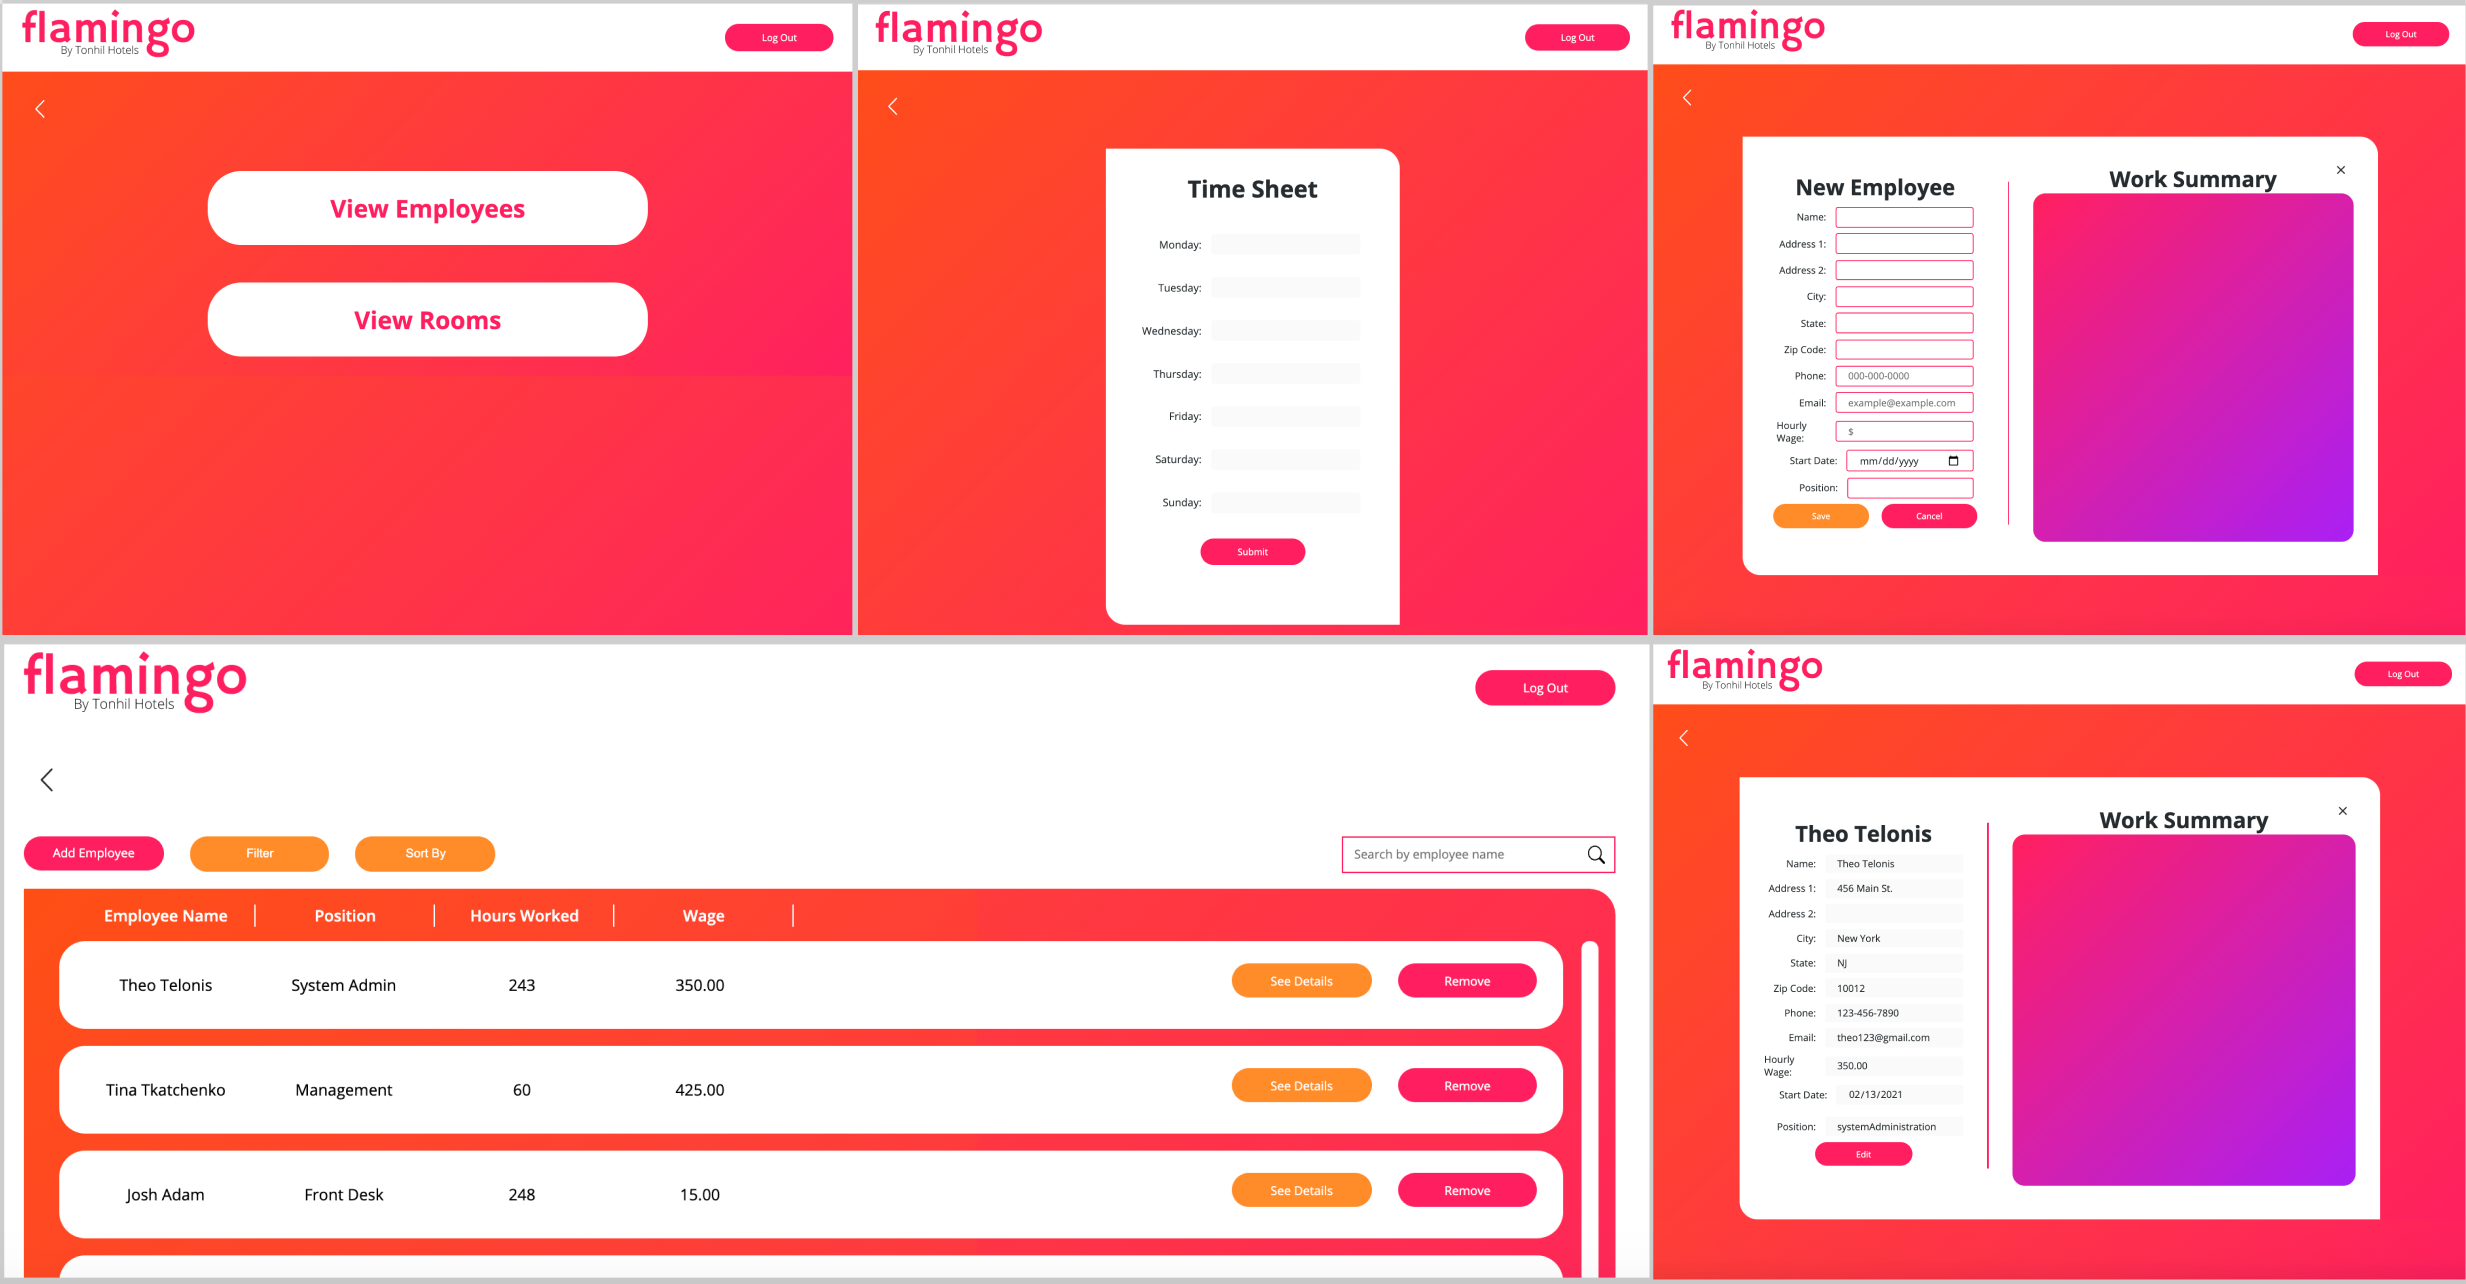 flamingo
By Tonhil Hotels
Log Out
View Employees
View Rooms
flamingo
By Tonhil Hotels
Log Out
Time Sheet
Monday:
Tuesday:
Wednesday:
Thursday:
Friday:
Saturday:
Sunday:
Submit
flamingo
By Tonhil Hotels
Log Out
New Employee
Name:
Address 1:
Address 2:
City:
State:
Zip Code:
Phone: 000-000-0000
Email: example@example.com
Hourly
Wage: $
Start Date: mm/dd/yyyy
Position:
Save Cancel
Work Summary
flamingo
By Tonhil Hotels
Log Out
Add Employee Filter Sort By Search by employee name
Employee Name Position Hours Worked Wage
Theo Telonis System Admin 243 350.00 See Details Remove
Tina Tkatchenko Management 60 425.00 See Details Remove
Josh Adam Front Desk 248 15.00 See Details Remove
flamingo
By Tonhil Hotels
Log Out
Theo Telonis
Name: Theo Telonis
Address 1: 456 Main St.
Address 2:
City: New York
State: NJ
Zip Code: 10012
Phone: 123-456-7890
Email: theo123@gmail.com
Hourly
Wage: 350.00
Start Date: 02/13/2021
Position: systemAdministration
Edit
Work Summary